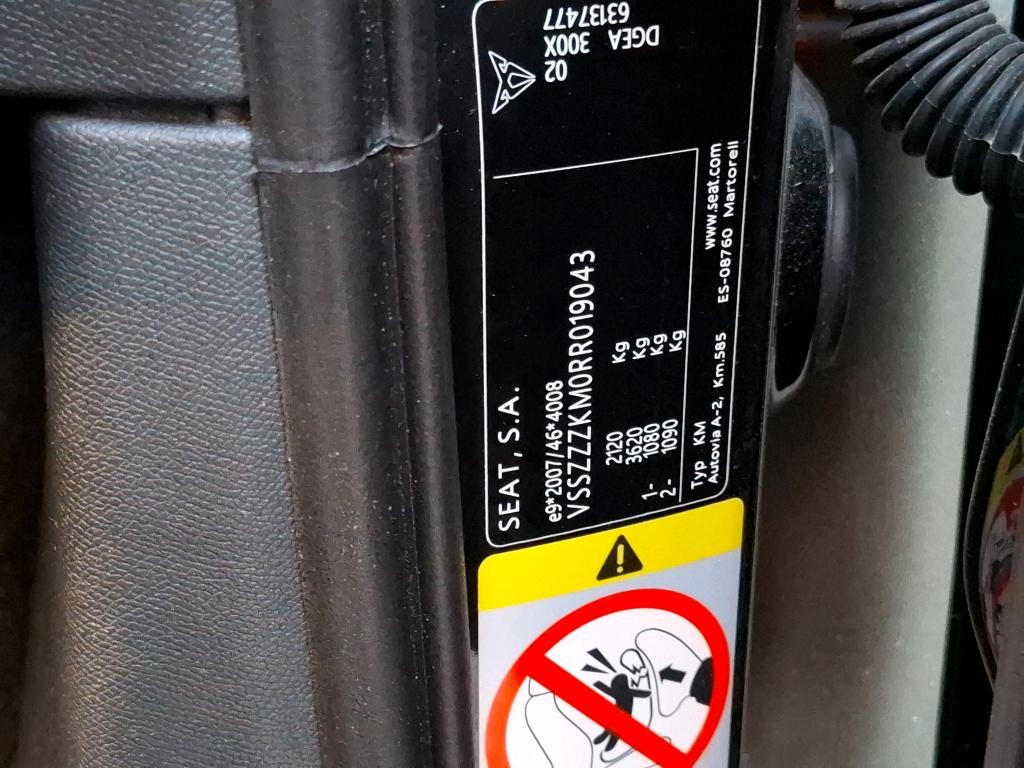 SEAT, S.A.
e9*2007/46*4008
VSSZZZKM0RR019043
2120 Kg
3620 Kg
1- 1080 Kg
2- 1090 Kg
Typ KM
www.seat.com
Autovia A-2, Km.585 ES-08760 Martorell
02
300X
63137477
DGEA